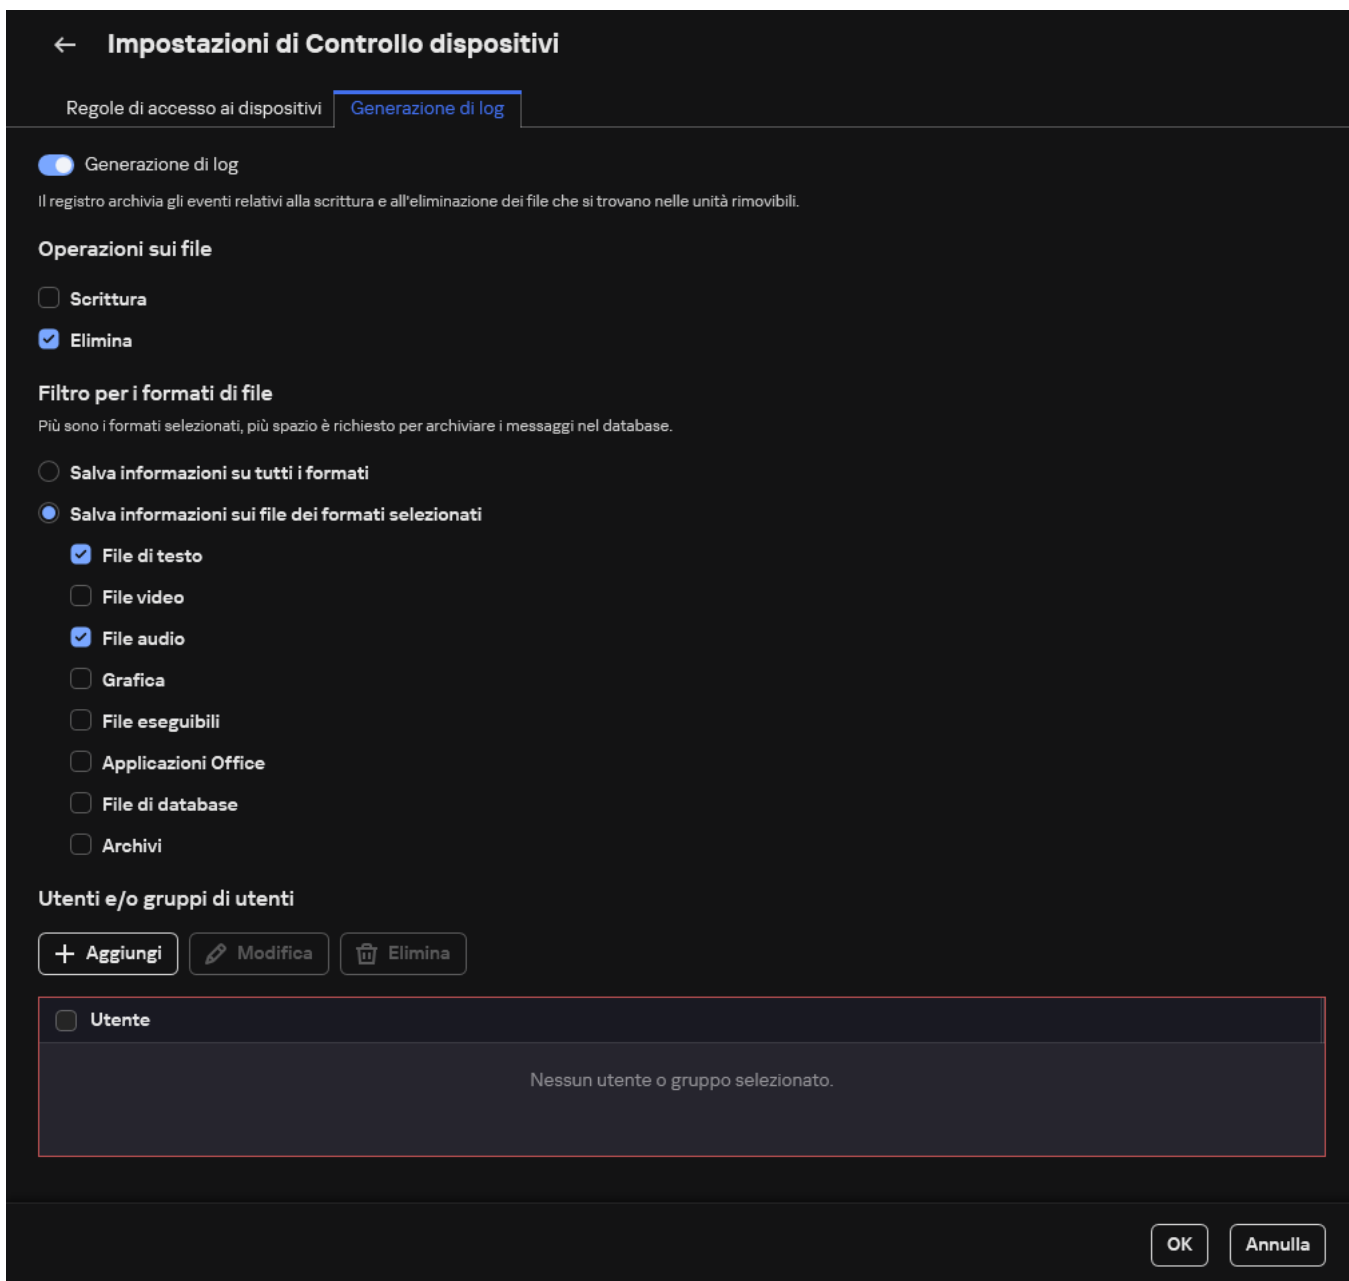 Impostazioni di Controllo dispositivi
Regole di accesso ai dispositivi
Generazione di log
Generazione di log
Il registro archivia gli eventi relativi alla scrittura e all'eliminazione dei file che si trovano nelle unità rimovibili.
Operazioni sui file
Scrittura
Elimina
Filtro per i formati di file
Più sono i formati selezionati, più spazio è richiesto per archiviare i messaggi nel database.
Salva informazioni su tutti i formati
Salva informazioni sui file dei formati selezionati
File di testo
File video
File audio
Grafica
File eseguibili
Applicazioni Office
File di database
Archivi
Utenti e/o gruppi di utenti
Aggiungi
Modifica
Elimina
Utente
Nessun utente o gruppo selezionato.
OK
Annulla